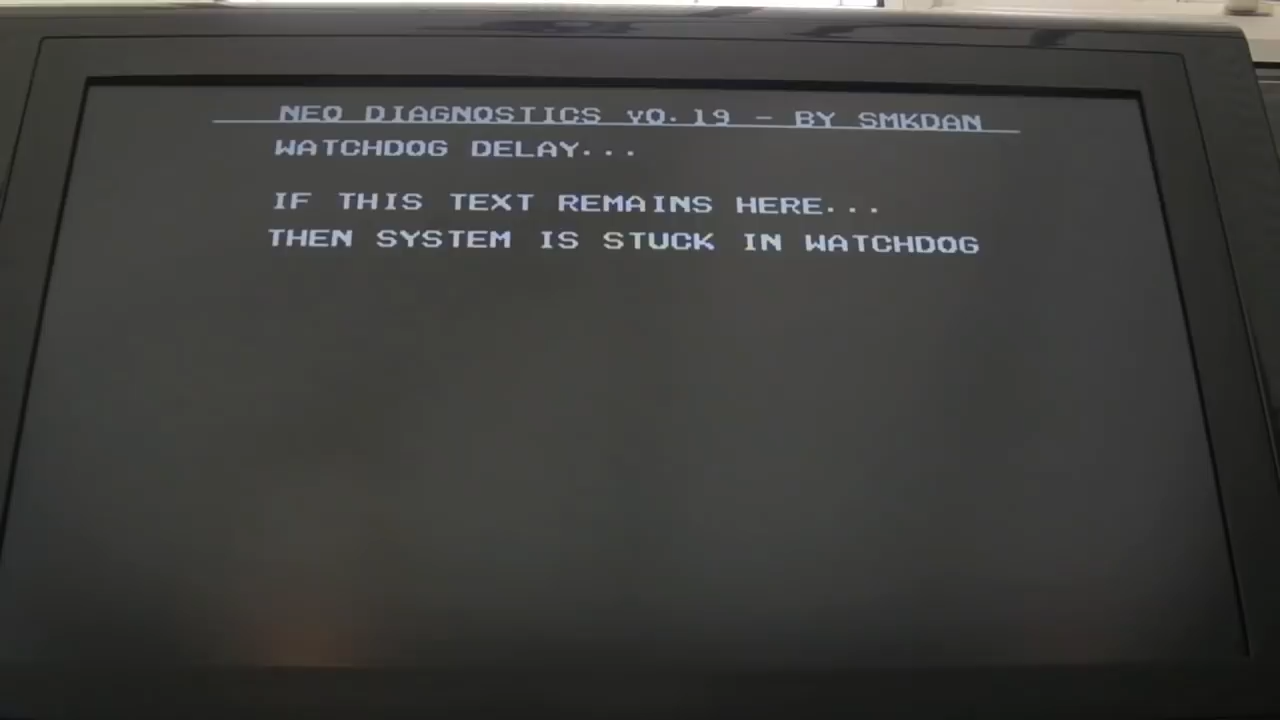 NEO DIAGNOSTICS v0.19 - BY SMKDAN
WATCHDOG DELAY...
IF THIS TEXT REMAINS HERE...
THEN SYSTEM IS STUCK IN WATCHDOG